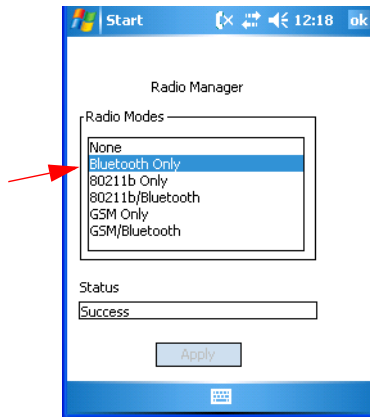 Start 12:18 ok
Radio Manager
Radio Modes
None
Bluetooth Only
80211b Only
80211b/Bluetooth
GSM Only
GSM/Bluetooth
Status
Success
Apply